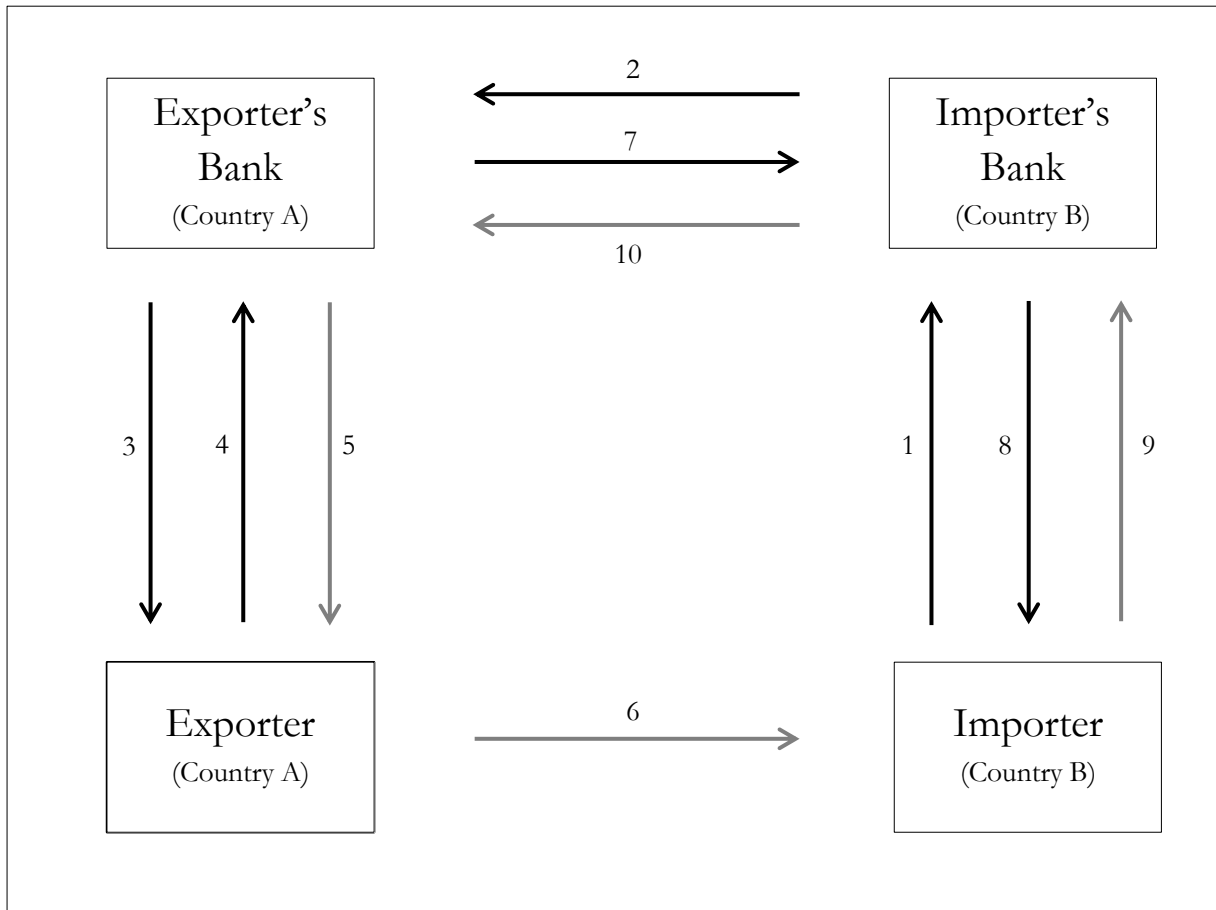 2
Exporter’s
Bank
(Country A)
7
Importer’s
Bank
(Country B)
10
3
4
5
1
8
9
Exporter
(Country A)
6
Importer
(Country B)